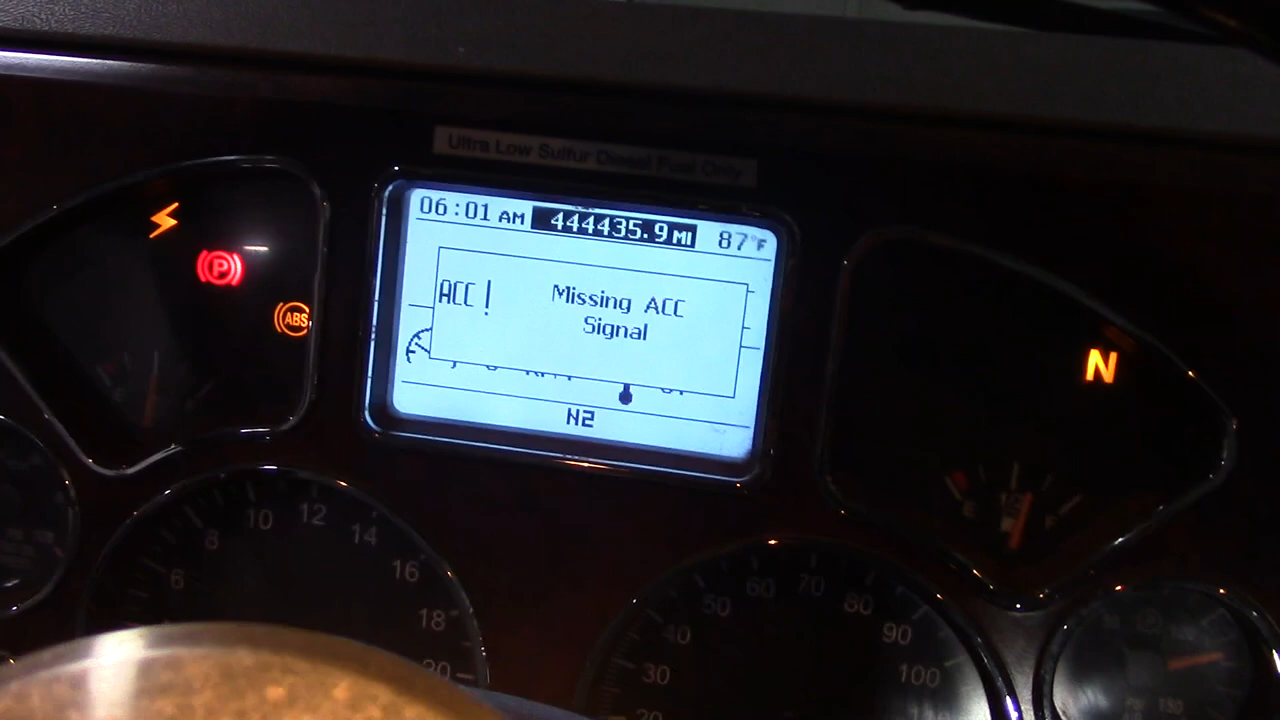 Ultra Low Sulfur Diesel Fuel Only
06:01 AM 444435.9 MI 87°F
ACC! Missing ACC
Signal
N2
P
ABS
N
6 8 10 12 14 16 18 20
20 30 40 50 60 70 80 90 100